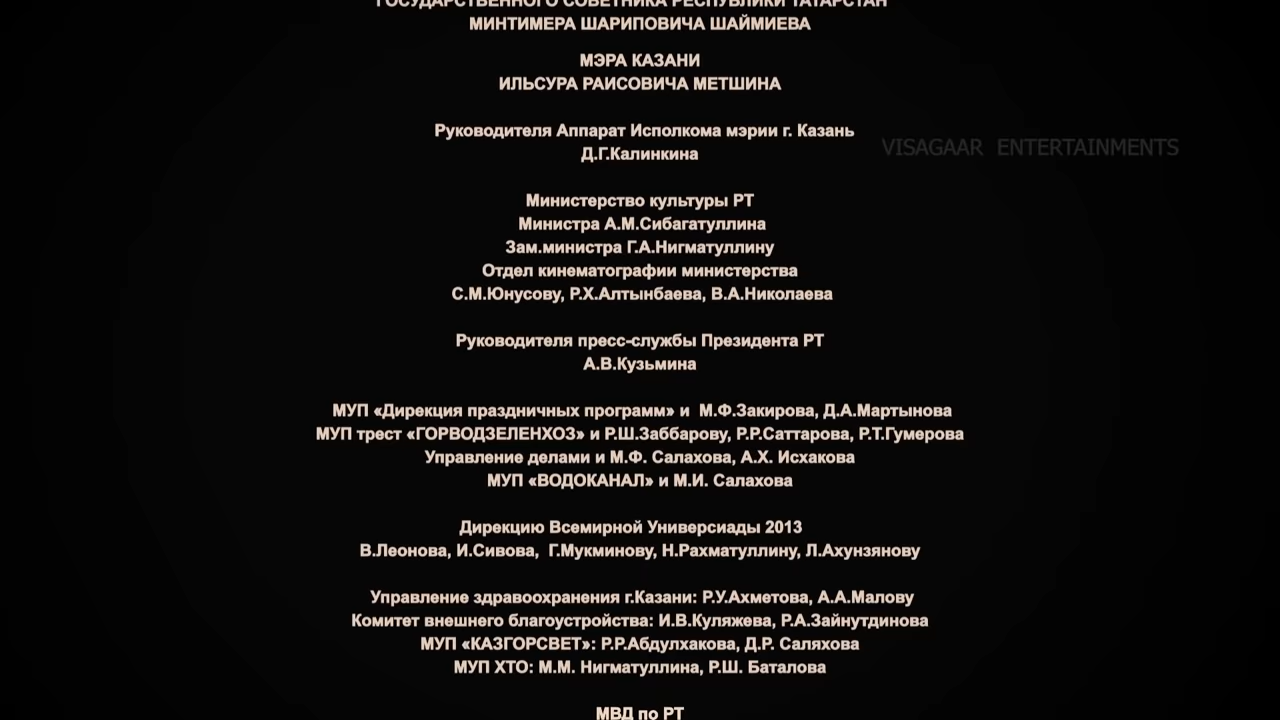 ГОСУДАРСТВЕННОГО СОВЕТНИКА РЕСПУБЛИКИ ТАТАРСТАН
МИНТИМЕРА ШАРИПОВИЧА ШАЙМИЕВА
МЭРА КАЗАНИ
ИЛЬСУРА РАИСОВИЧА МЕТШИНА
Руководителя Аппарат Исполкома мэрии г. Казань
Д.Г.Калинкина
VISAGAAR ENTERTAINMENTS
Министерство культуры РТ
Министра А.М.Сибагатуллина
Зам.министра Г.А.Нигматуллину
Отдел кинематографии министерства
С.М.Юнусову, Р.Х.Алтынбаева, В.А.Николаева
Руководителя пресс-службы Президента РТ
А.В.Кузьмина
МУП «Дирекция праздничных программ» и М.Ф.Закирова, Д.А.Мартынова
МУП трест «ГОРВОДЗЕЛЕНХОЗ» и Р.Ш.Заббарову, Р.Р.Саттарова, Р.Т.Гумерова
Управление делами и М.Ф. Салахова, А.Х. Исхакова
МУП «ВОДОКАНАЛ» и М.И. Салахова
Дирекцию Всемирной Универсиады 2013
В.Леонова, И.Сивова, Г.Мукминову, Н.Рахматуллину, Л.Ахунзянову
Управление здравоохранения г.Казани: Р.У.Ахметова, А.А.Малову
Комитет внешнего благоустройства: И.В.Куляжева, Р.А.Зайнутдинова
МУП «КАЗГОРСВЕТ»: Р.Р.Абдулхакова, Д.Р. Саляхова
МУП ХТО: М.М. Нигматуллина, Р.Ш. Баталова
МВД по РТ